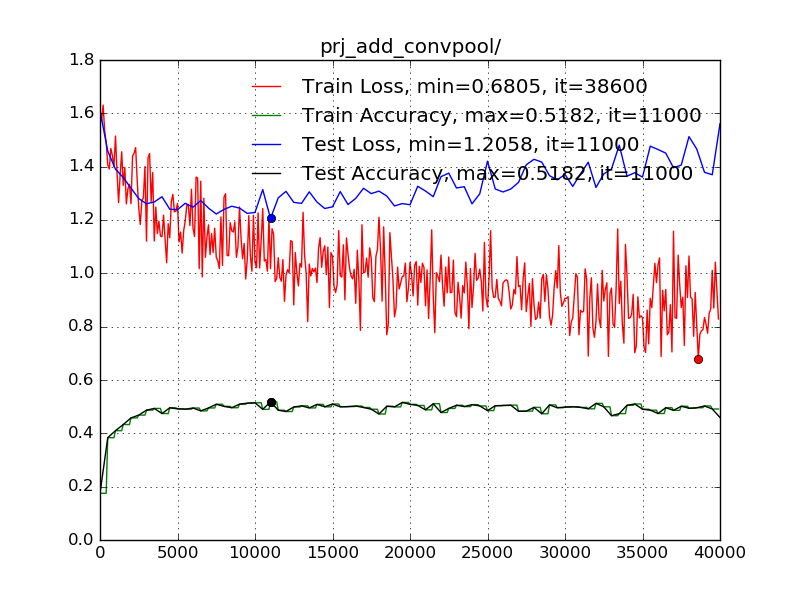 prj_add_convpool/
1.8
1.6
1.4
1.2
1.0
0.8
0.6
0.4
0.2
0.0
Train Loss, min=0.6805, it=38600
Train Accuracy, max=0.5182, it=11000
Test Loss, min=1.2058, it=11000
Test Accuracy, max=0.5182, it=11000
0 5000 10000 15000 20000 25000 30000 35000 40000